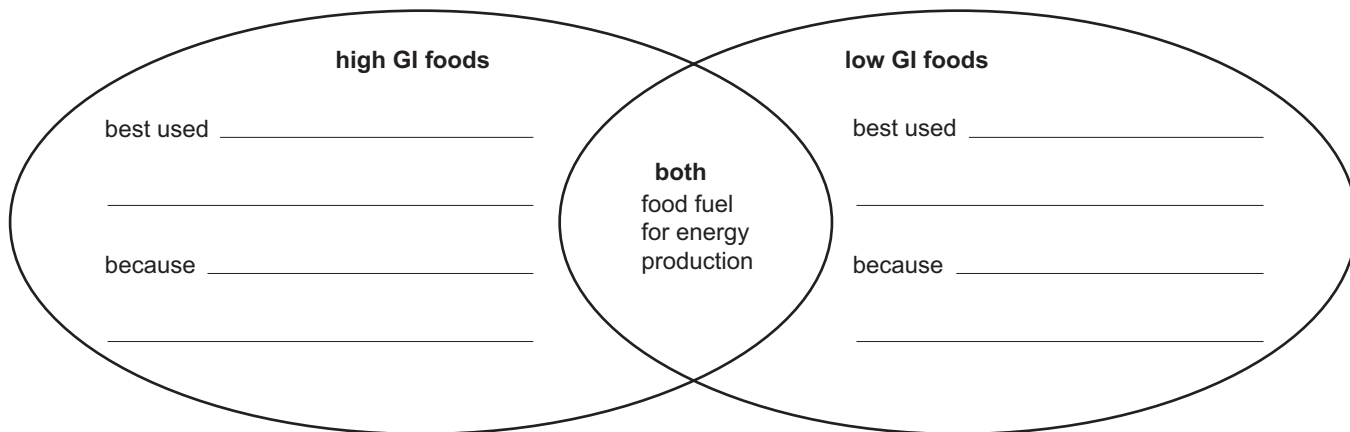 high GI foods
best used
because
both
food fuel
for energy
production
low GI foods
best used
because